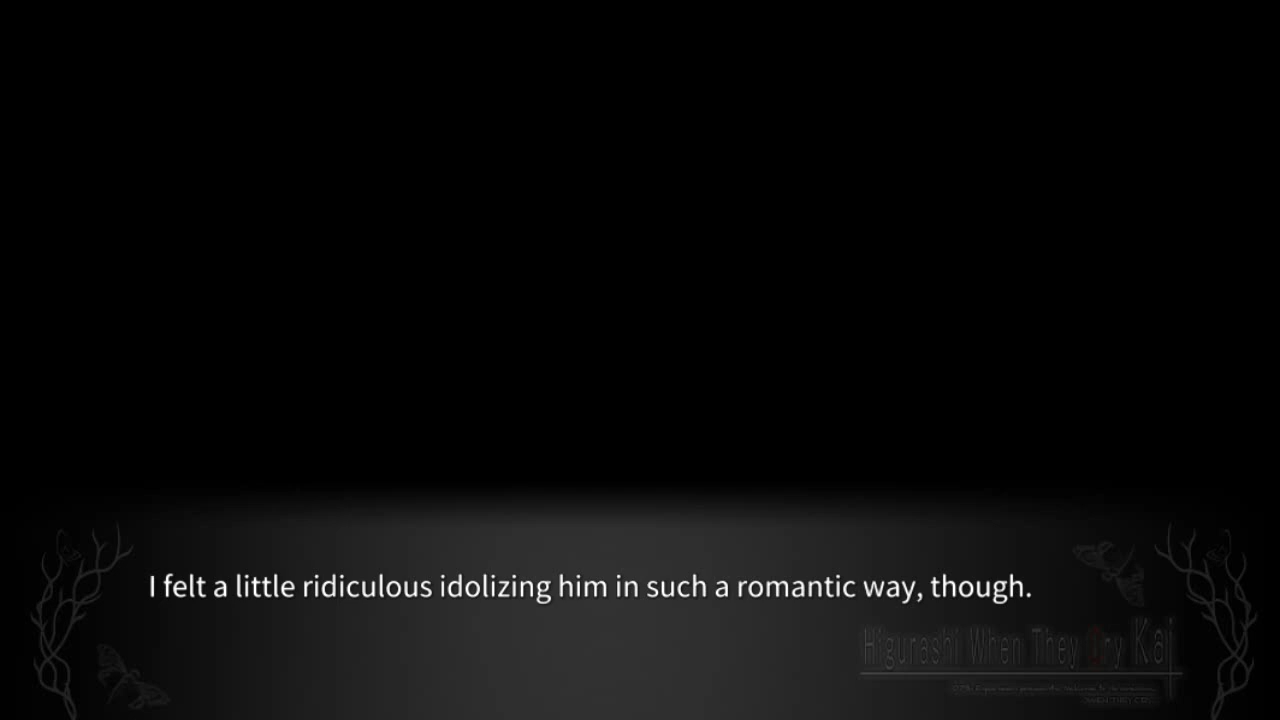 I felt a little ridiculous idolizing him in such a romantic way, though.
Higurashi When They Cry Kai